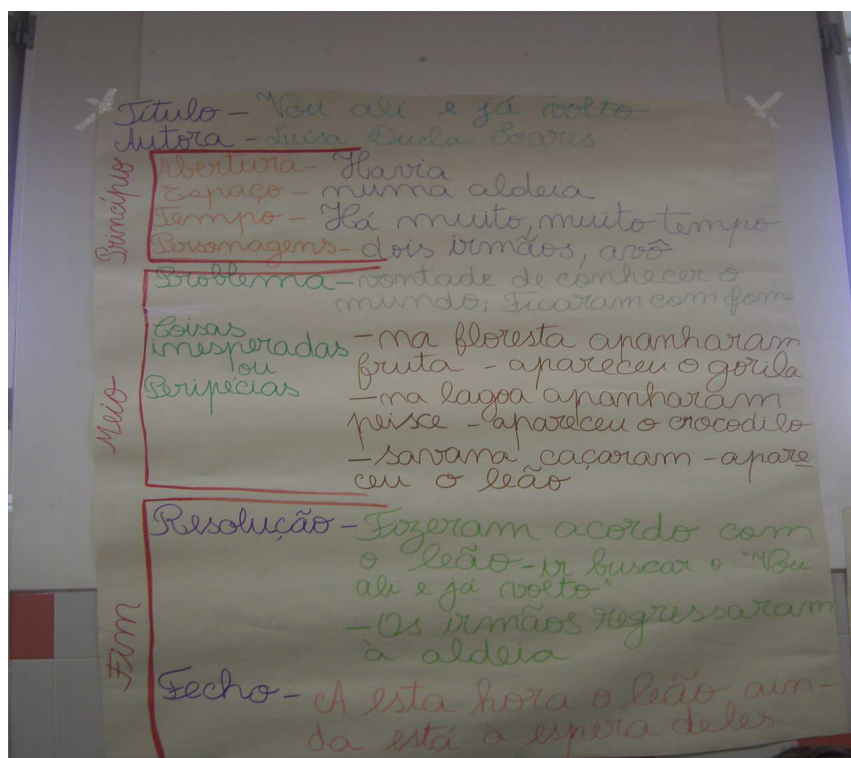 Título - Vou ali e já volto
Autora - Luísa Ducla Soares
Princípio
Abertura - Havia
Espaço - numa aldeia
Tempo - Há muito, muito tempo
Personagens - dois irmãos, avô
Meio
Problema - vontade de conhecer o
mundo; Ficaram com fome
Coisas
inesperadas
ou
Peripécias
- na floresta apanharam
fruta - apareceu o gorila
- na lagoa apanharam
peisce - apareceu o crocodilo
- savana caçaram - apare
ceu o leão
Fim
Resolução - Fizeram acordo com
o leão - ir buscar o "Vou
ali e já volto"
- Os irmãos regressaram
à aldeia
Fecho - A esta hora o leão ain-
da está à espera deles